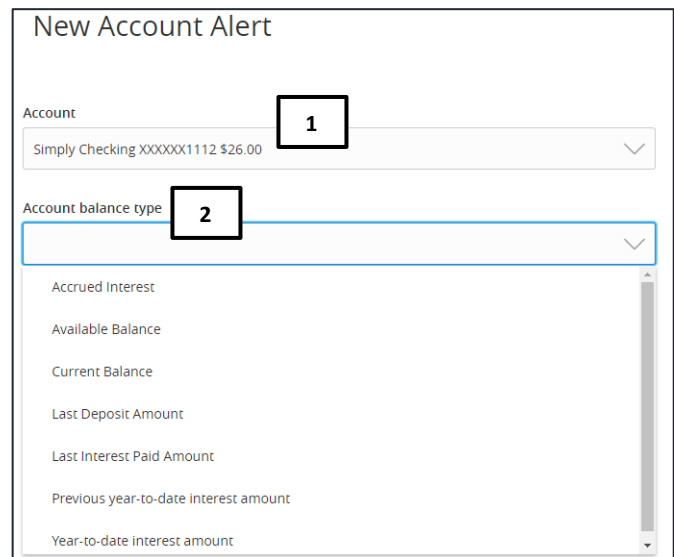 New Account Alert
Account
1
Simply Checking XXXXXX1112 $26.00
Account balance type
2
Accrued Interest
Available Balance
Current Balance
Last Deposit Amount
Last Interest Paid Amount
Previous year-to-date interest amount
Year-to-date interest amount